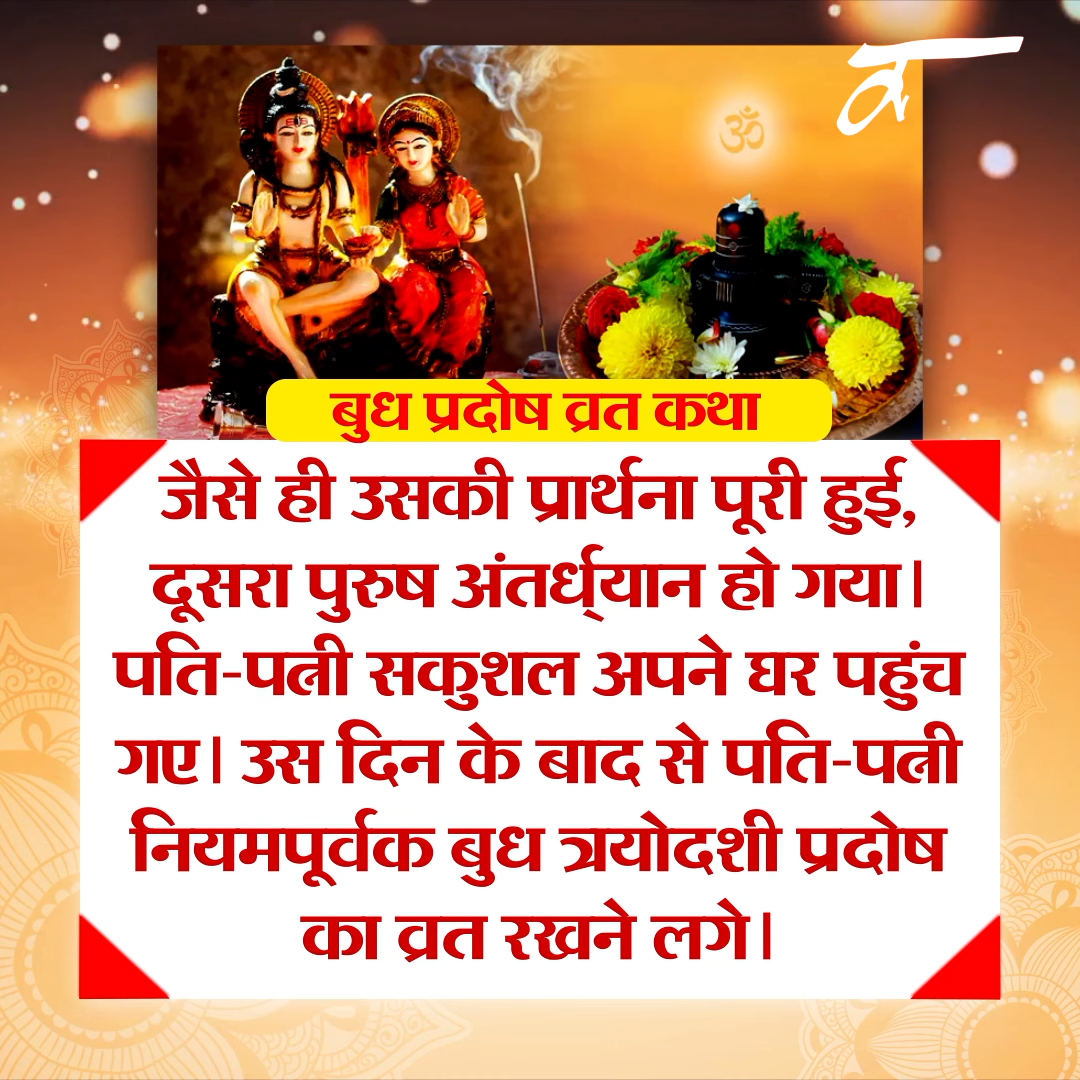 ॐ
बुध प्रदोष व्रत कथा
जैसे ही उसकी प्रार्थना पूरी हुई,
दूसरा पुरुष अंतर्ध्‌यान हो गया।
पति-पत्नी सकुशल अपने घर पहुंच
गए। उस दिन के बाद से पति-पत्नी
नियमपूर्वक बुध त्रयोदशी प्रदोष
का व्रत रखने लगे।